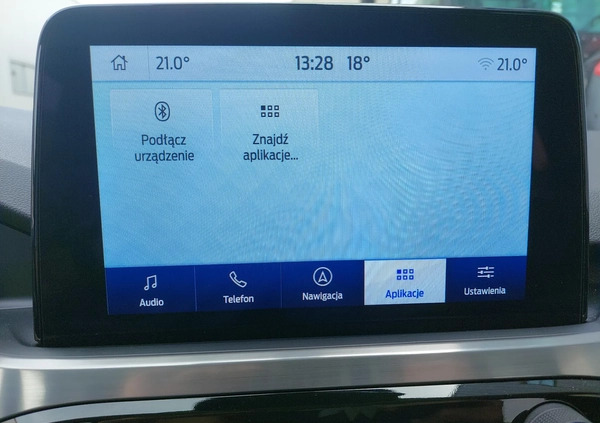 21.0° 13:28 18° 21.0°
Podłącz
urządzenie
Znajdź
aplikacje...
Audio Telefon Nawigacja Aplikacje Ustawienia